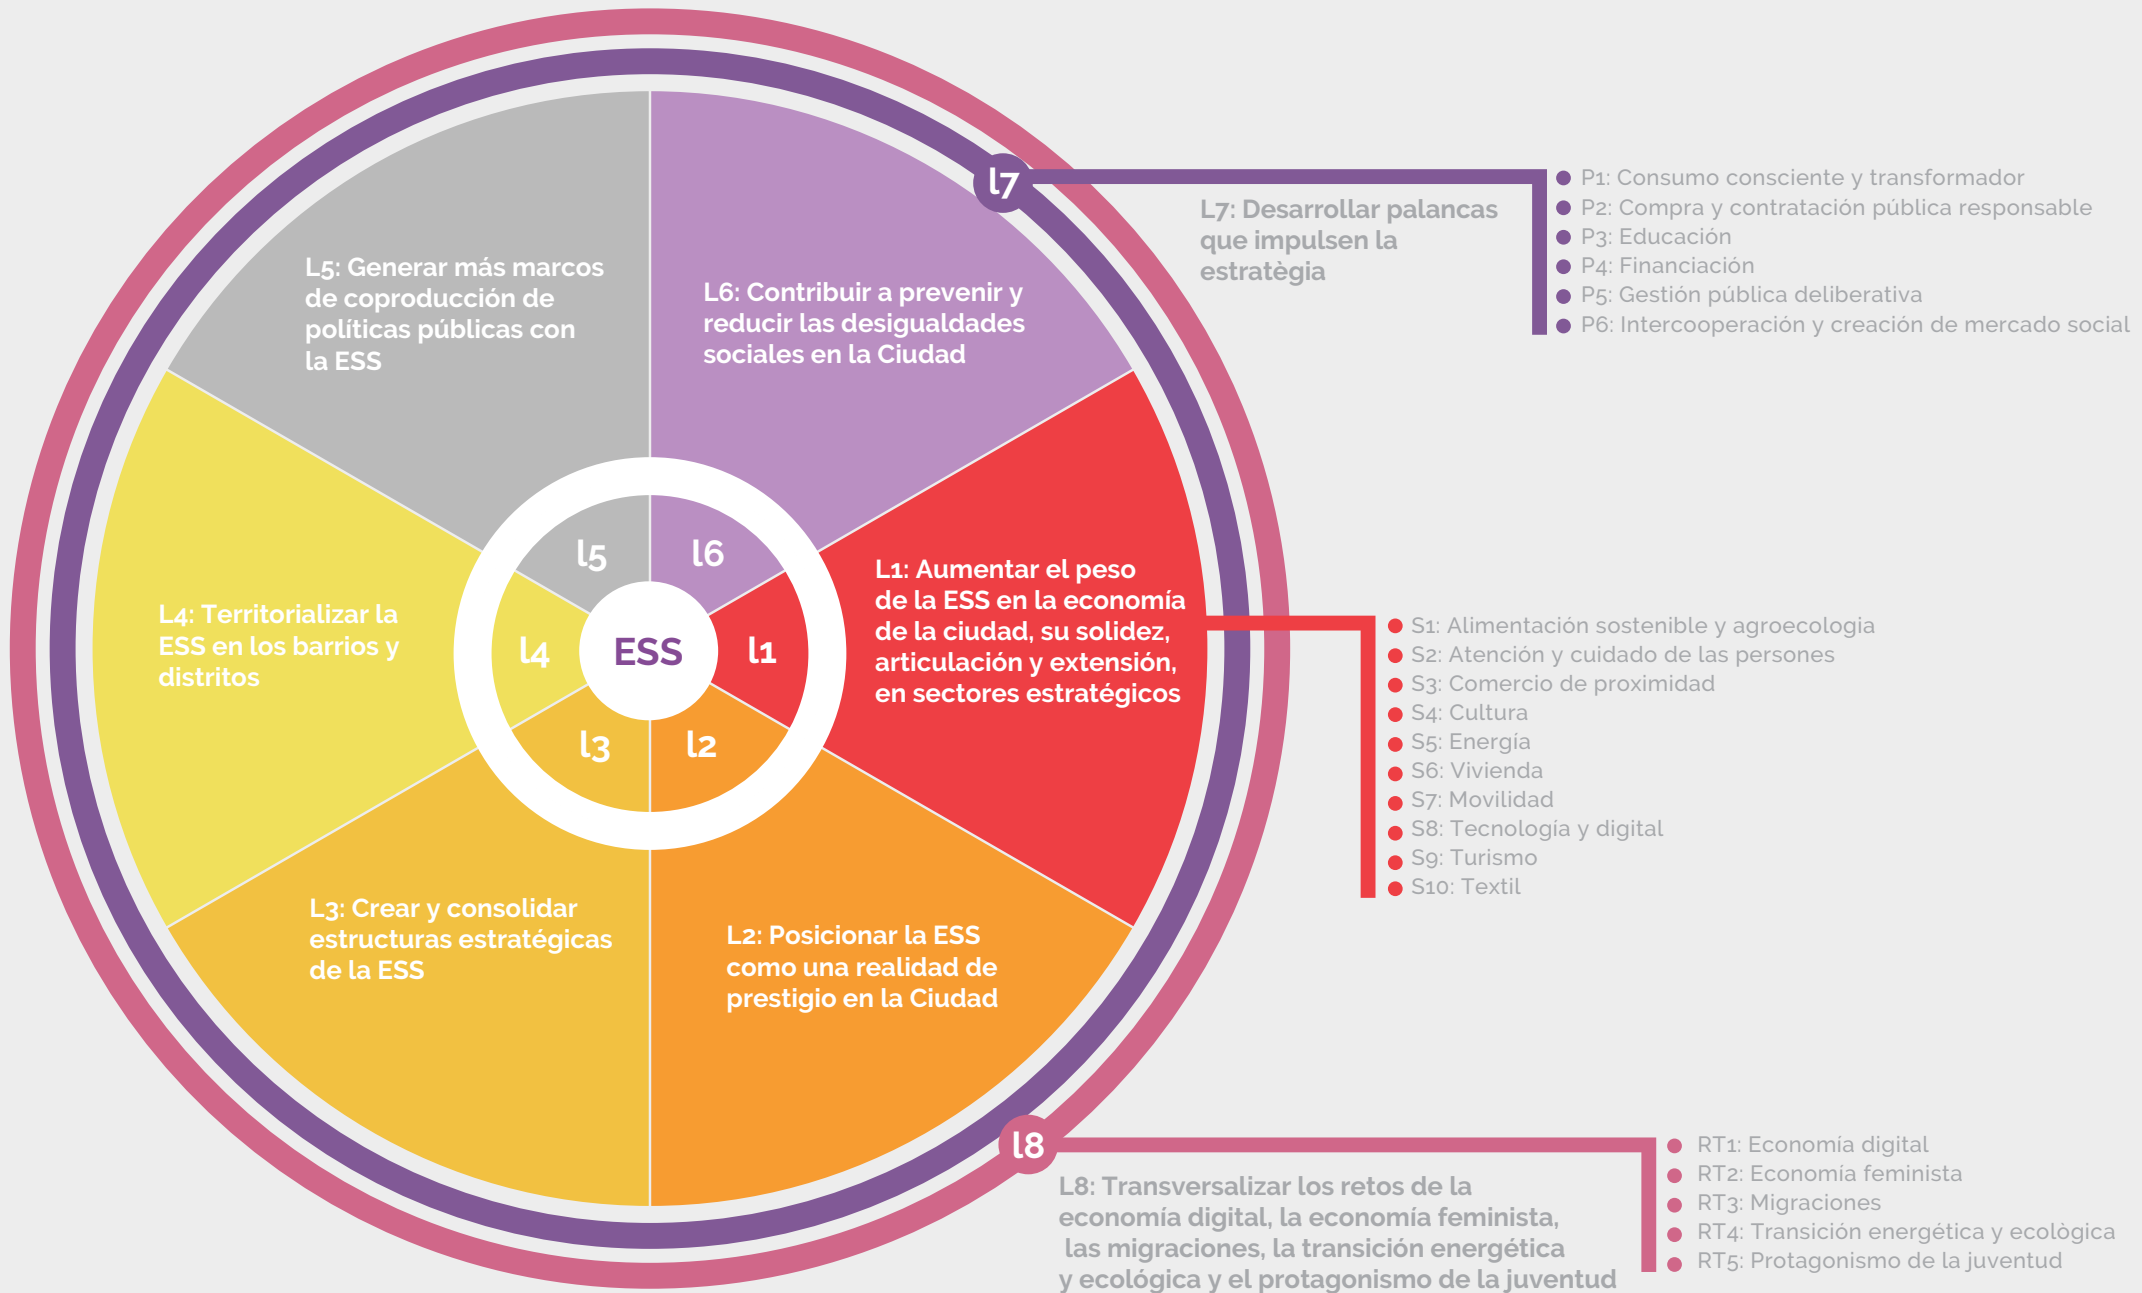 L5: Generar más marcos
de coproducción de
políticas públicas con
la ESS
L6: Contribuir a prevenir y
reducir las desigualdades
sociales en la Ciudad
l7
L7: Desarrollar palancas
que impulsen la
estratègia
P1: Consumo consciente y transformador
P2: Compra y contratación pública responsable
P3: Educación
P4: Financiación
P5: Gestión pública deliberativa
P6: Intercooperación y creación de mercado social
L4: Territorializar la
ESS en los barrios y
distritos
l5
l6
l4
ESS
l1
l3
l2
L1: Aumentar el peso
de la ESS en la economía
de la ciudad, su solidez,
articulación y extensión,
en sectores estratégicos
S1: Alimentación sostenible y agroecologia
S2: Atención y cuidado de las persones
S3: Comercio de proximidad
S4: Cultura
S5: Energía
S6: Vivienda
S7: Movilidad
S8: Tecnología y digital
S9: Turismo
S10: Textil
L3: Crear y consolidar
estructuras estratégicas
de la ESS
L2: Posicionar la ESS
como una realidad de
prestigio en la Ciudad
l8
L8: Transversalizar los retos de la
economía digital, la economía feminista,
las migraciones, la transición energética
y ecológica y el protagonismo de la juventud
RT1: Economía digital
RT2: Economía feminista
RT3: Migraciones
RT4: Transición energética y ecològica
RT5: Protagonismo de la juventud